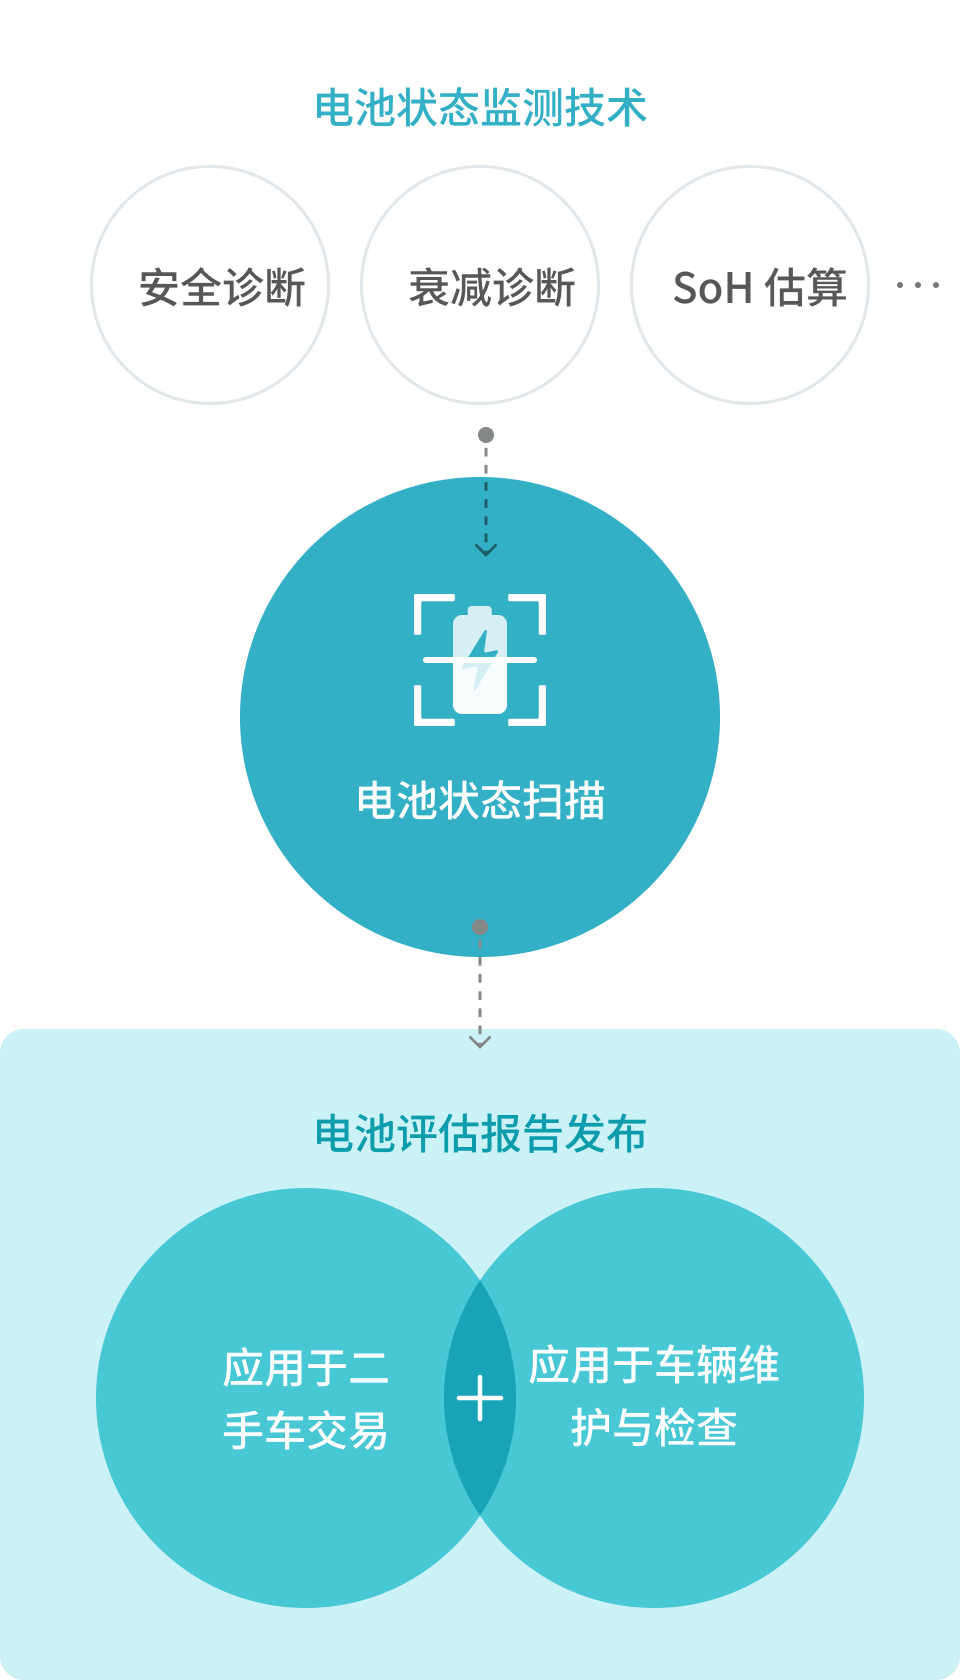 电池状态监测技术
安全诊断
衰减诊断
SoH 估算
···
电池状态扫描
电池评估报告发布
应用于二
手车交易
应用于车辆维
护与检查